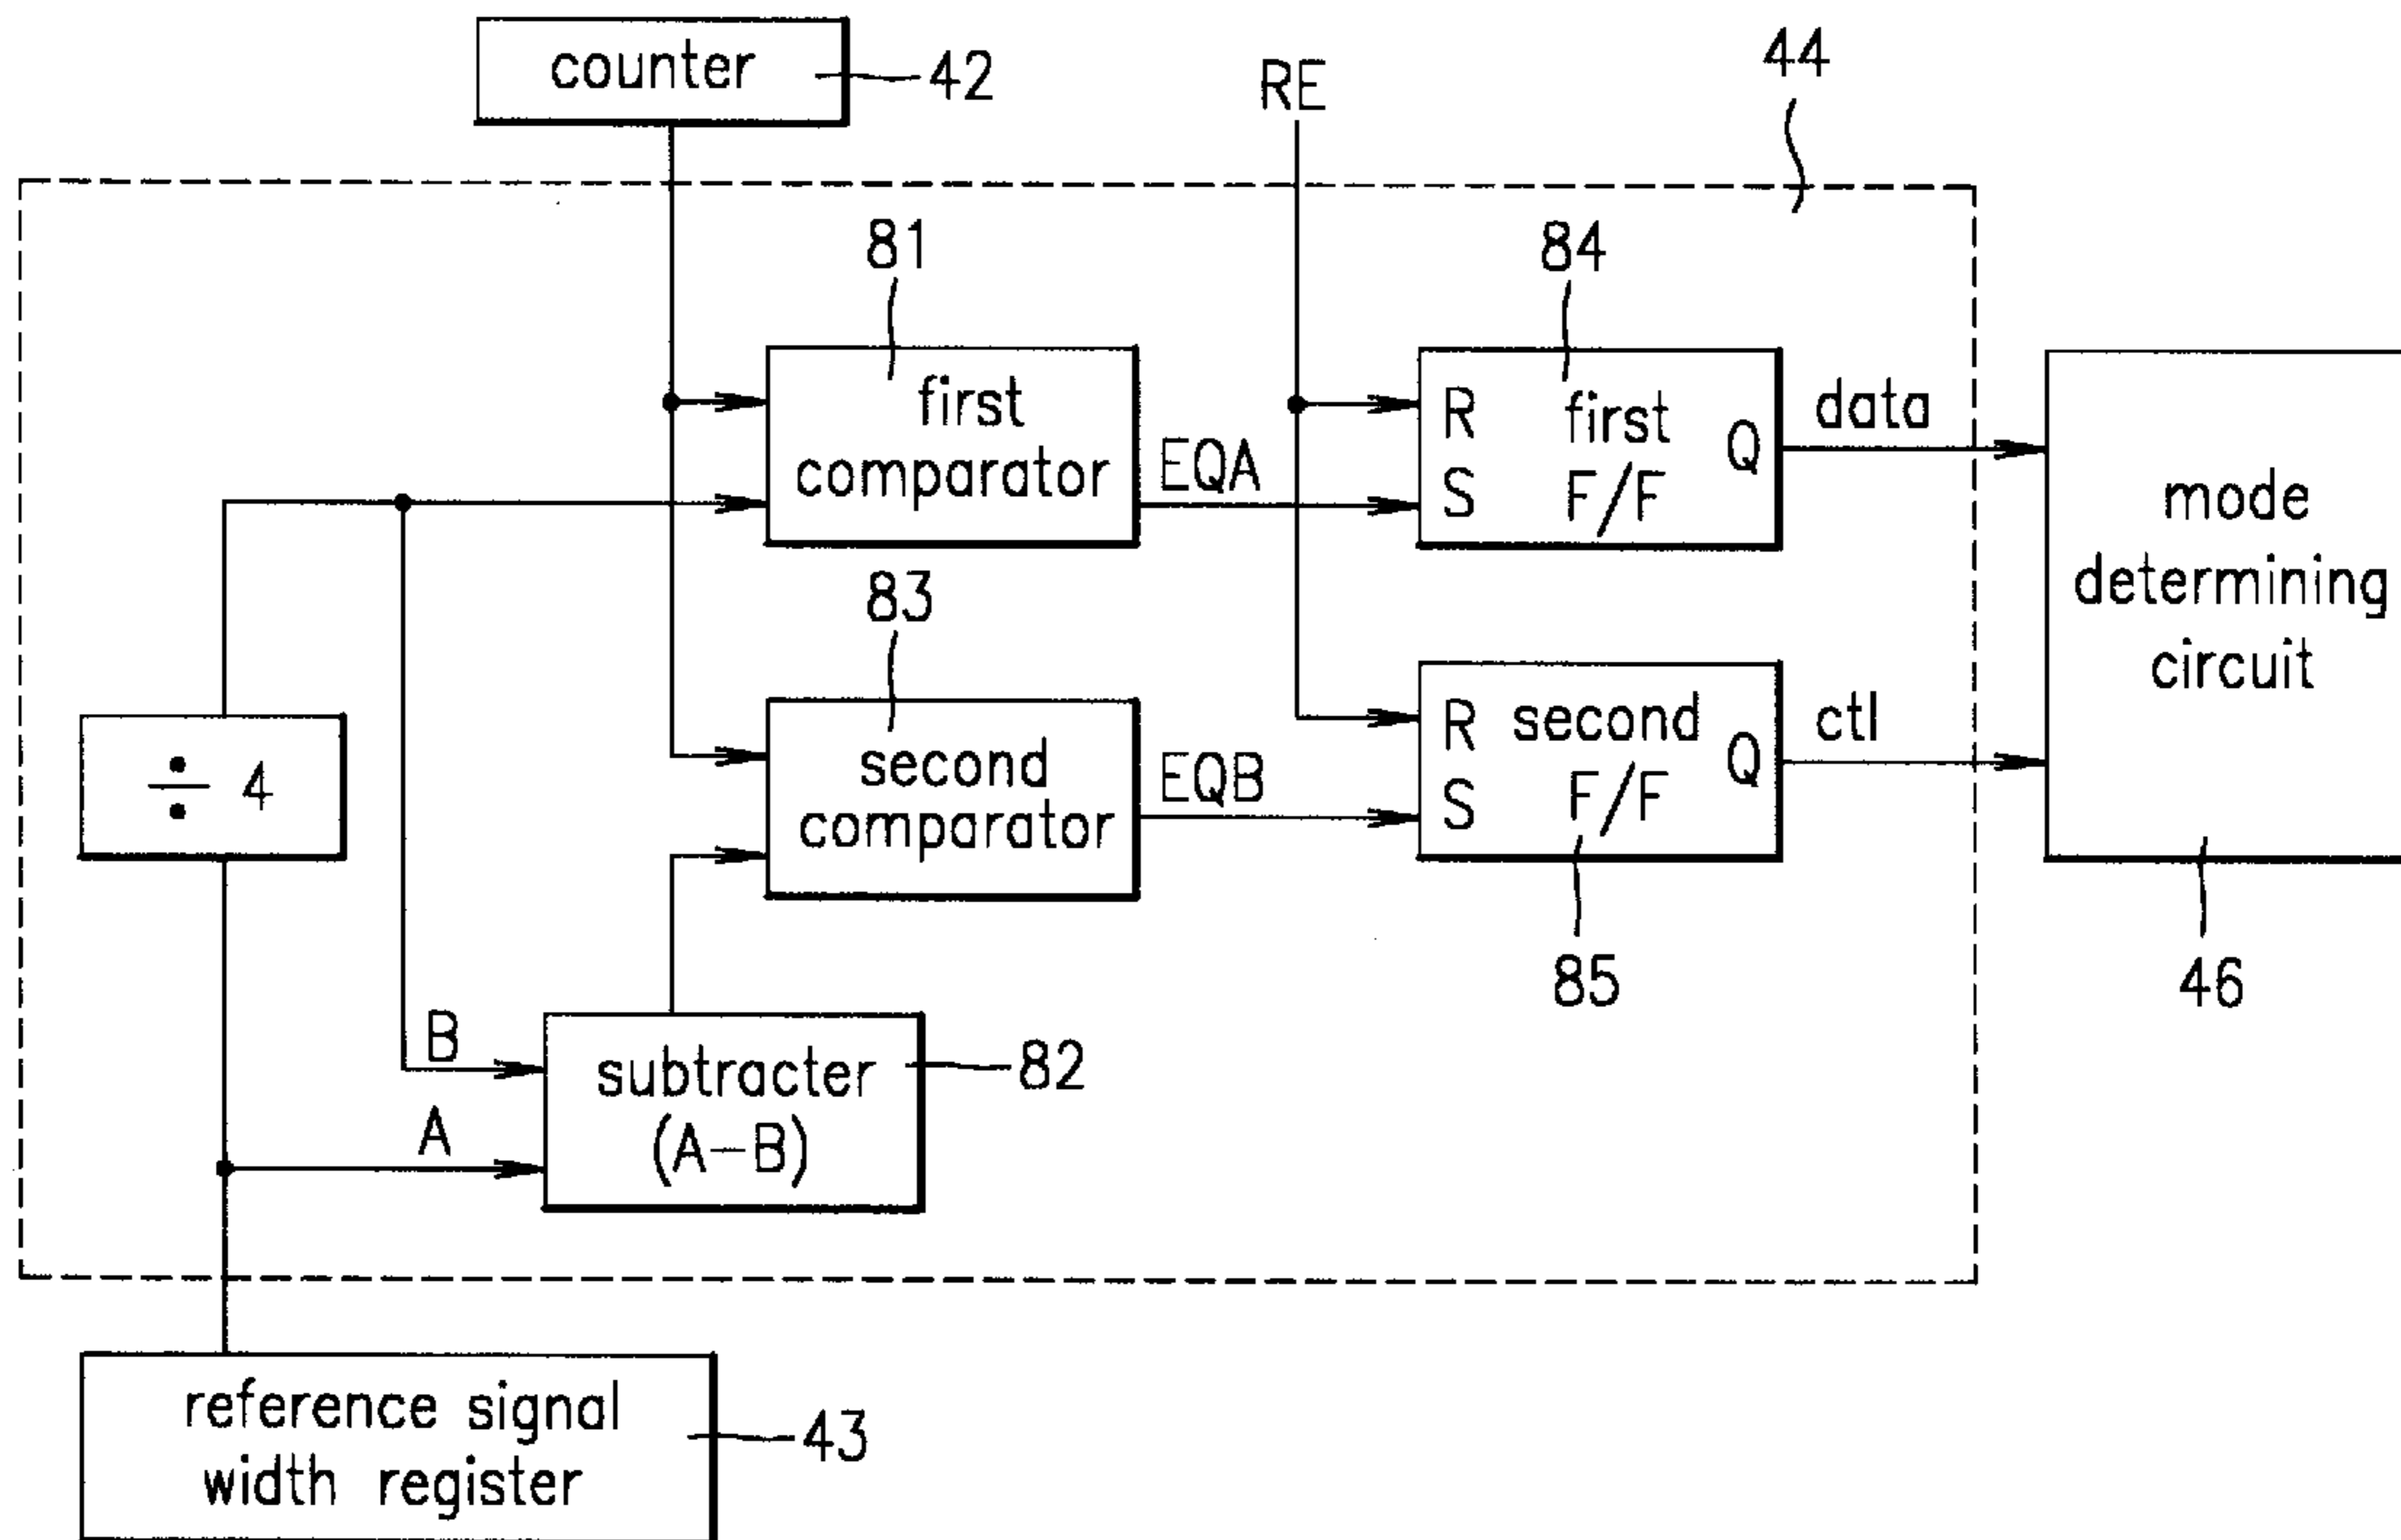 counter
42
RE
44
81
84
first
comparator
EQA
R
S
first
F/F
Q
data
mode
determining
circuit
46
83
second
comparator
EQB
R
S
second
F/F
Q
ctl
85
÷ 4
B
A
subtracter
(A-B)
82
reference signal
width register
43